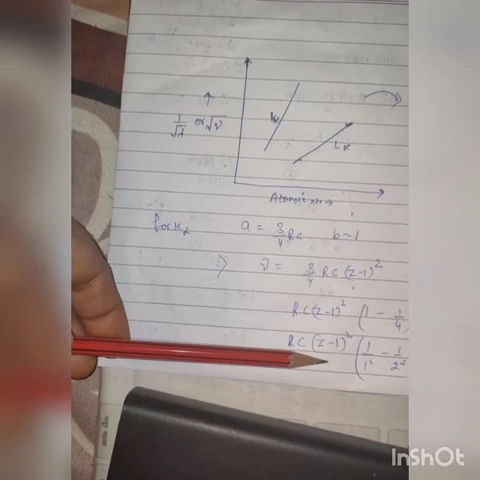 1/√λ or √ν
Kα
Lα
Atomic no→
for Kα a = 3/4 RC b~1
⇒ ν = 3/4 RC (z-1)²
RC(z-1)² (1 - 1/4
RC (z-1)² (1/1² - 1/2²
InShOt